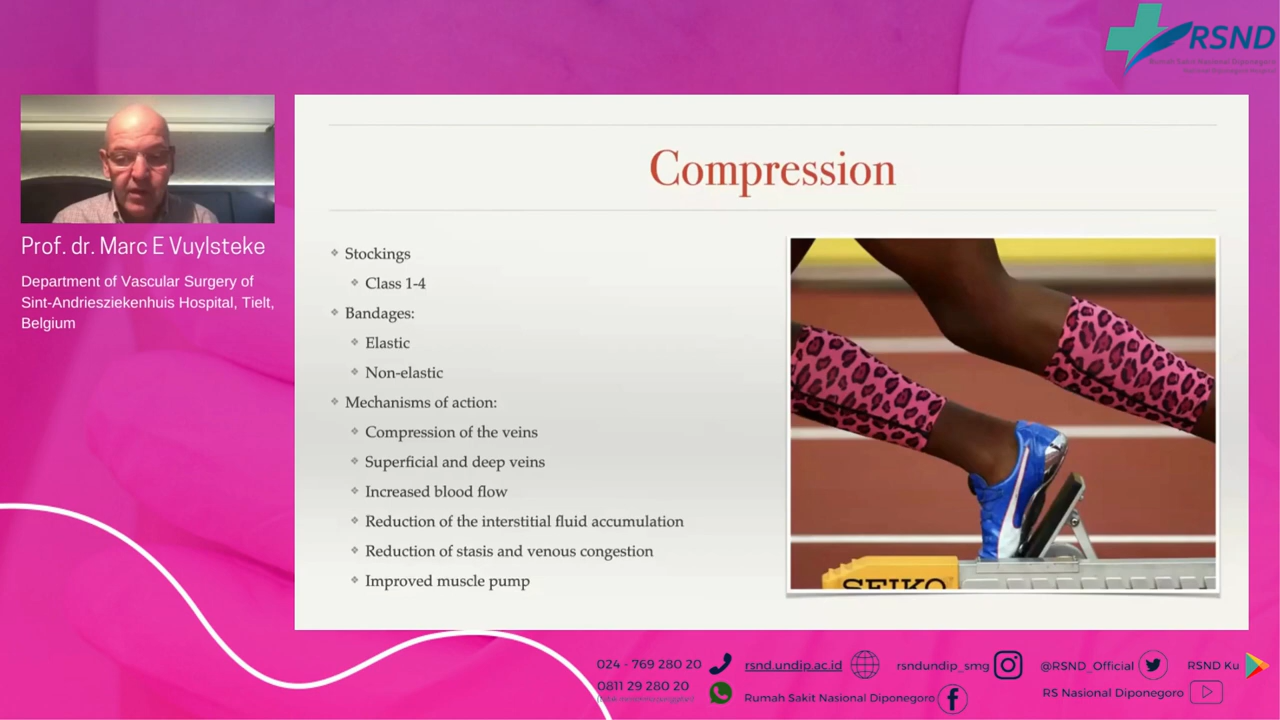 RSND
Rumah Sakit Nasional Diponegoro
Prof. dr. Marc E Vuylsteke
Department of Vascular Surgery of
Sint-Andriesziekenhuis Hospital, Tielt,
Belgium
Compression
Stockings
Class 1-4
Bandages:
Elastic
Non-elastic
Mechanisms of action:
Compression of the veins
Superficial and deep veins
Increased blood flow
Reduction of the interstitial fluid accumulation
Reduction of stasis and venous congestion
Improved muscle pump
SEIKO
024 - 769 280 20
rsnd.undip.ac.id
rsndundip_smg
@RSND_Official
RSND Ku
0811 29 280 20
Rumah Sakit Nasional Diponegoro
RS Nasional Diponegoro